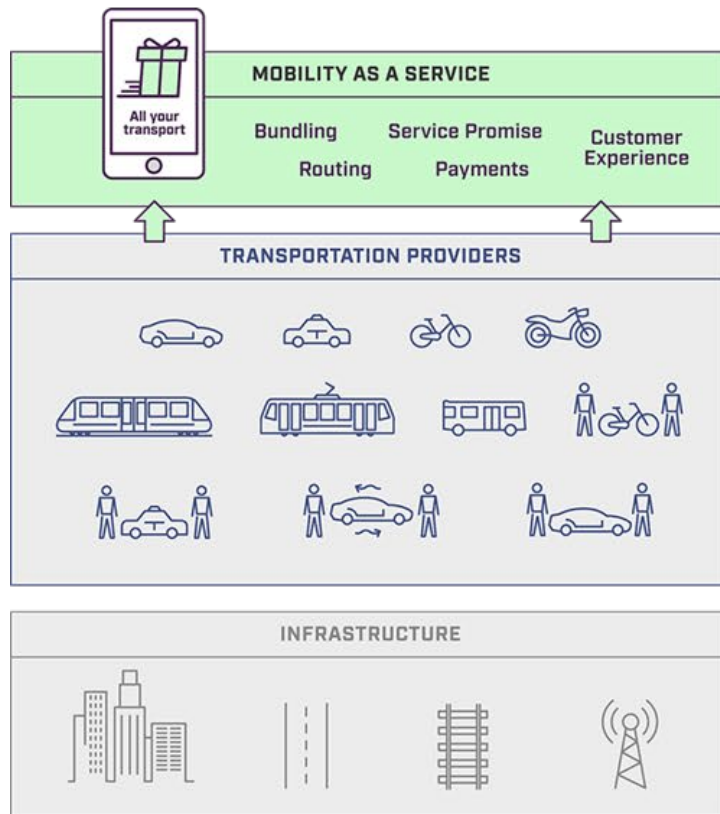 MOBILITY AS A SERVICE
All your
transport
Bundling
Service Promise
Customer
Experience
Routing
Payments
TRANSPORTATION PROVIDERS
T
T
INFRASTRUCTURE